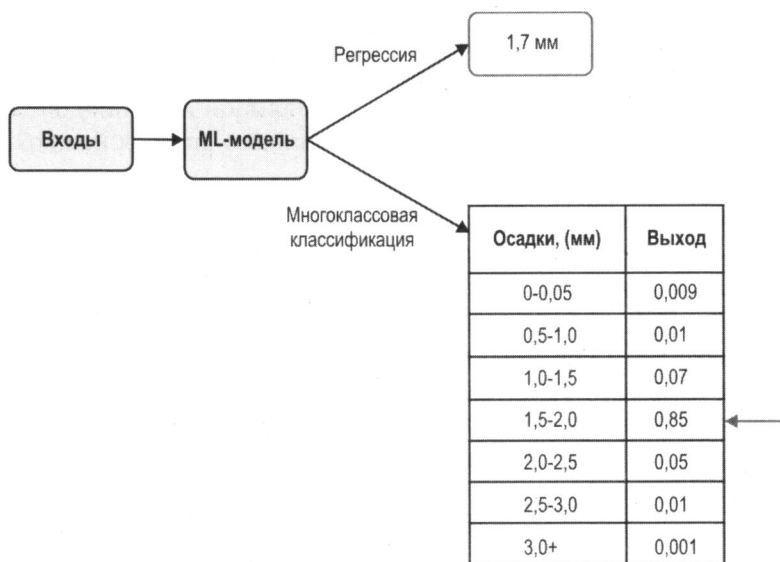 Регрессия
1,7 мм
Входы
ML-модель
Многоклассовая
классификация
Осадки, (мм) Выход
0-0,05 0,009
0,5-1,0 0,01
1,0-1,5 0,07
1,5-2,0 0,85
2,0-2,5 0,05
2,5-3,0 0,01
3,0+ 0,001